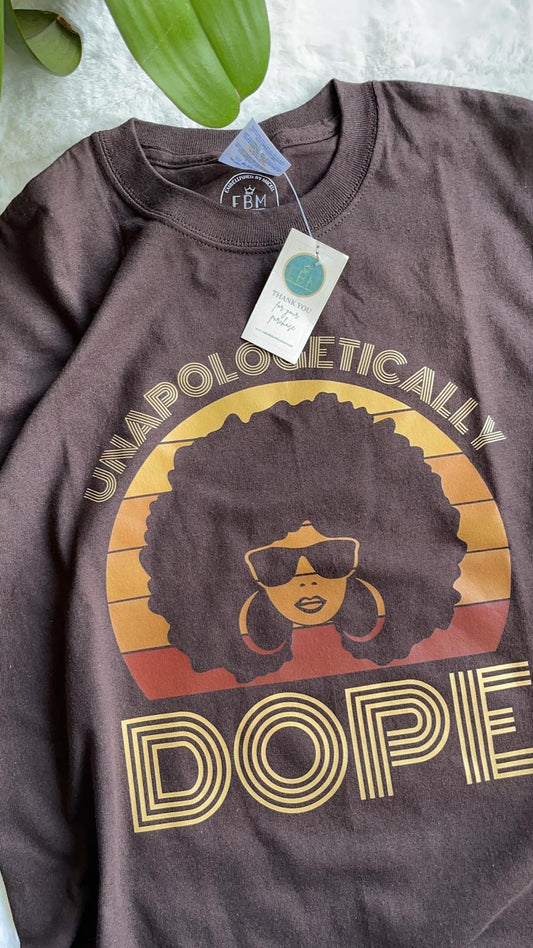 EBM
THANK YOU
for your
purchase
UNAPOLOGETICALLY
DOPE